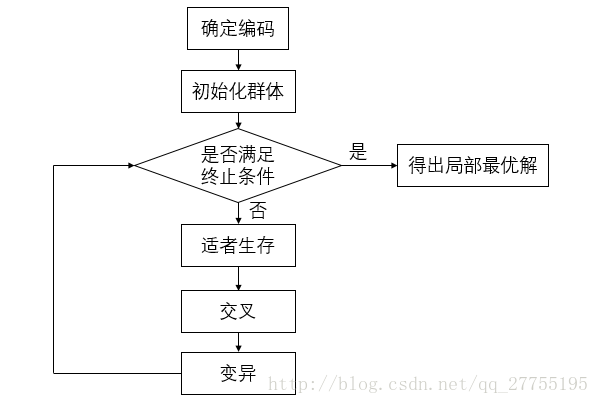 确定编码
初始化群体
是否满足
终止条件
是
得出局部最优解
否
适者生存
交叉
变异
http://blog.csdn.net/qq_27755195